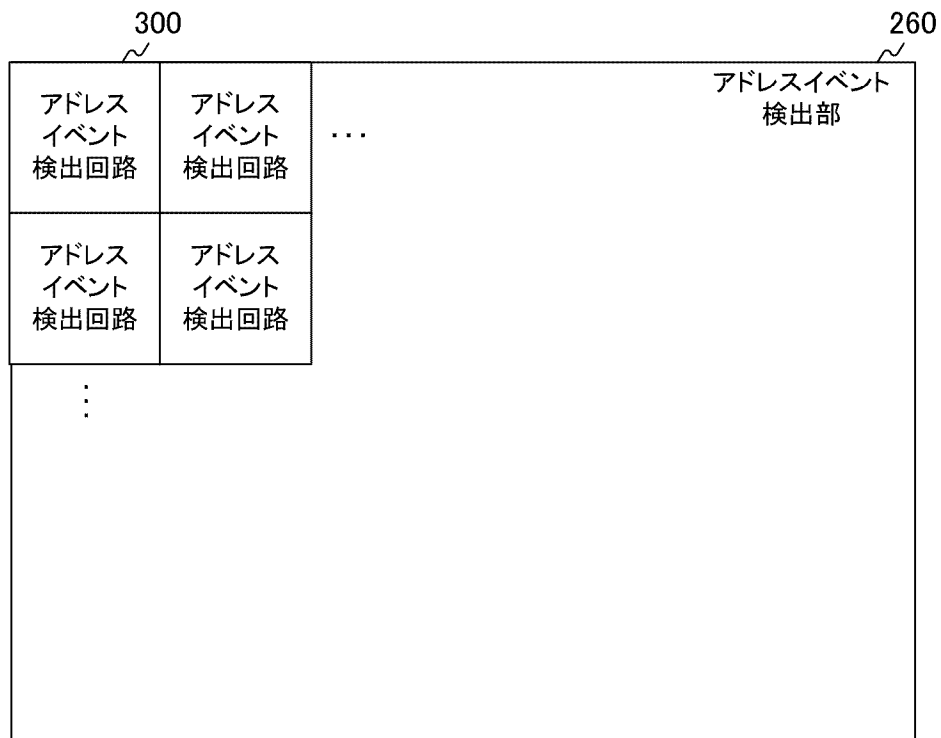 300
260
アドレス
イベント
検出回路
アドレス
イベント
検出回路
...
アドレスイベント
検出部
アドレス
イベント
検出回路
アドレス
イベント
検出回路
⋮